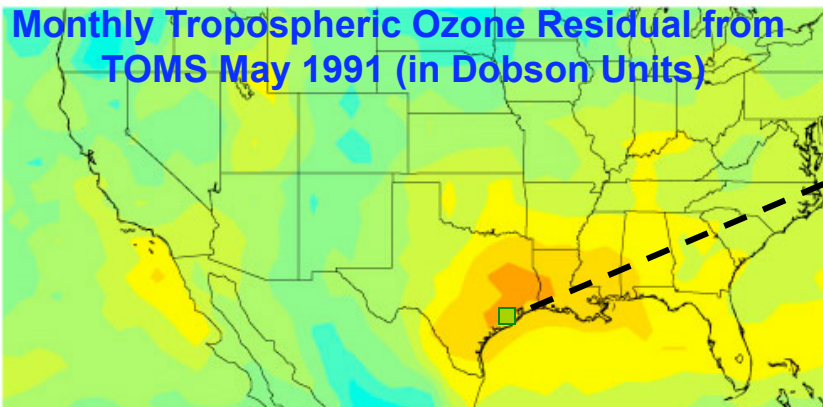 Monthly Tropospheric Ozone Residual from
TOMS May 1991 (in Dobson Units)